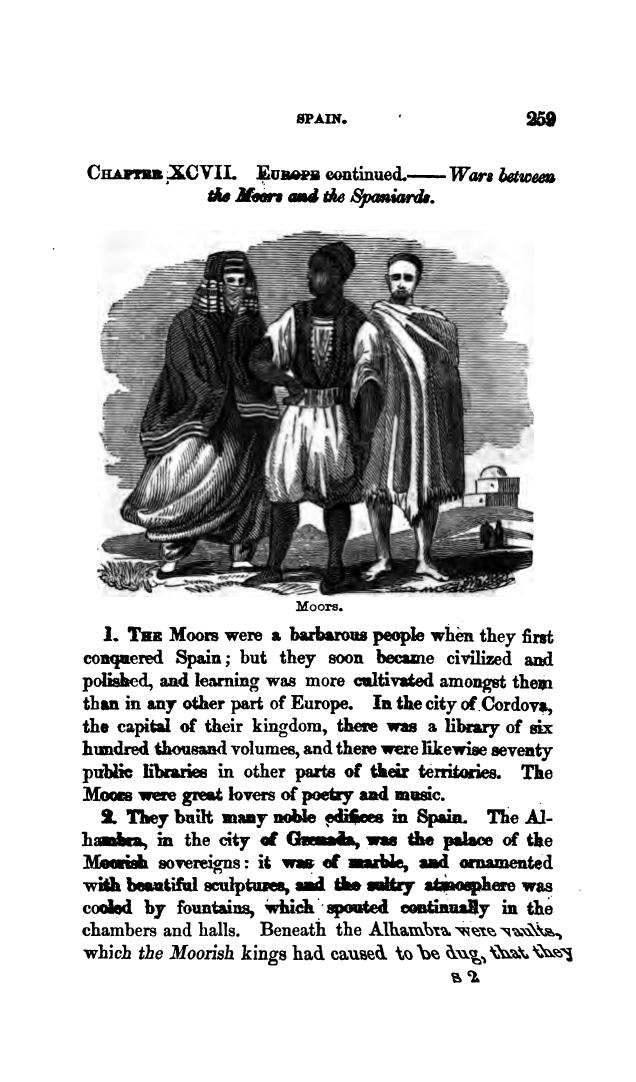 SPAIN. 259
CHAPTER XCVII. EUROPE continued.—— Wars between
the Moors and the Spaniards.
Moors.
1. THE Moors were a barbarous people when they first
conquered Spain; but they soon became civilized and
polished, and learning was more cultivated amongst them
than in any other part of Europe. In the city of Cordova,
the capital of their kingdom, there was a library of six
hundred thousand volumes, and there were likewise seventy
public libraries in other parts of their territories. The
Moors were great lovers of poetry and music.
2. They built many noble edifices in Spain. The Al-
hambra, in the city of Grenada, was the palace of the
Moorish sovereigns: it was of marble, and ornamented
with beautiful sculptures, and the sultry atmosphere was
cooled by fountains, which spouted continually in the
chambers and halls. Beneath the Alhambra were vaults,
which the Moorish kings had caused to be dug, that they
S 2